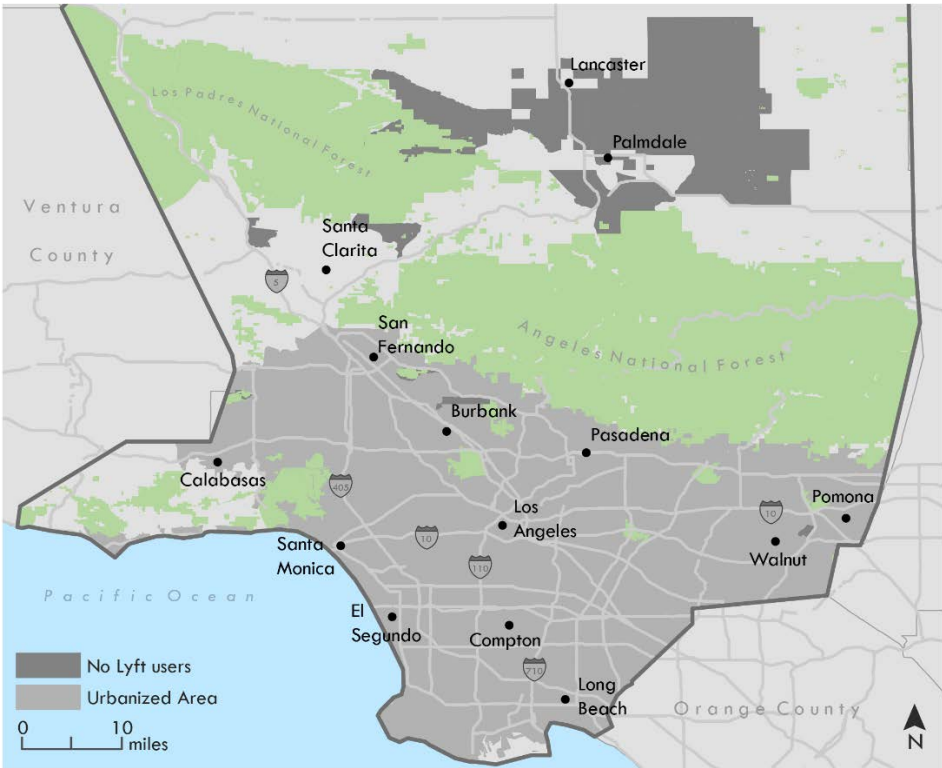 Lancaster
Los Padres National Forest
Palmdale
Ventura
County
Santa
Clarita
5
San
Fernando
Angeles National Forest
Burbank
Pasadena
Calabasas
405
Pomona
Los
Angeles
10
10
Santa
Monica
Walnut
110
Pacific Ocean
El
Segundo
Compton
No Lyft users
710
Urbanized Area
Long
Beach
Orange County
0 10
miles
N